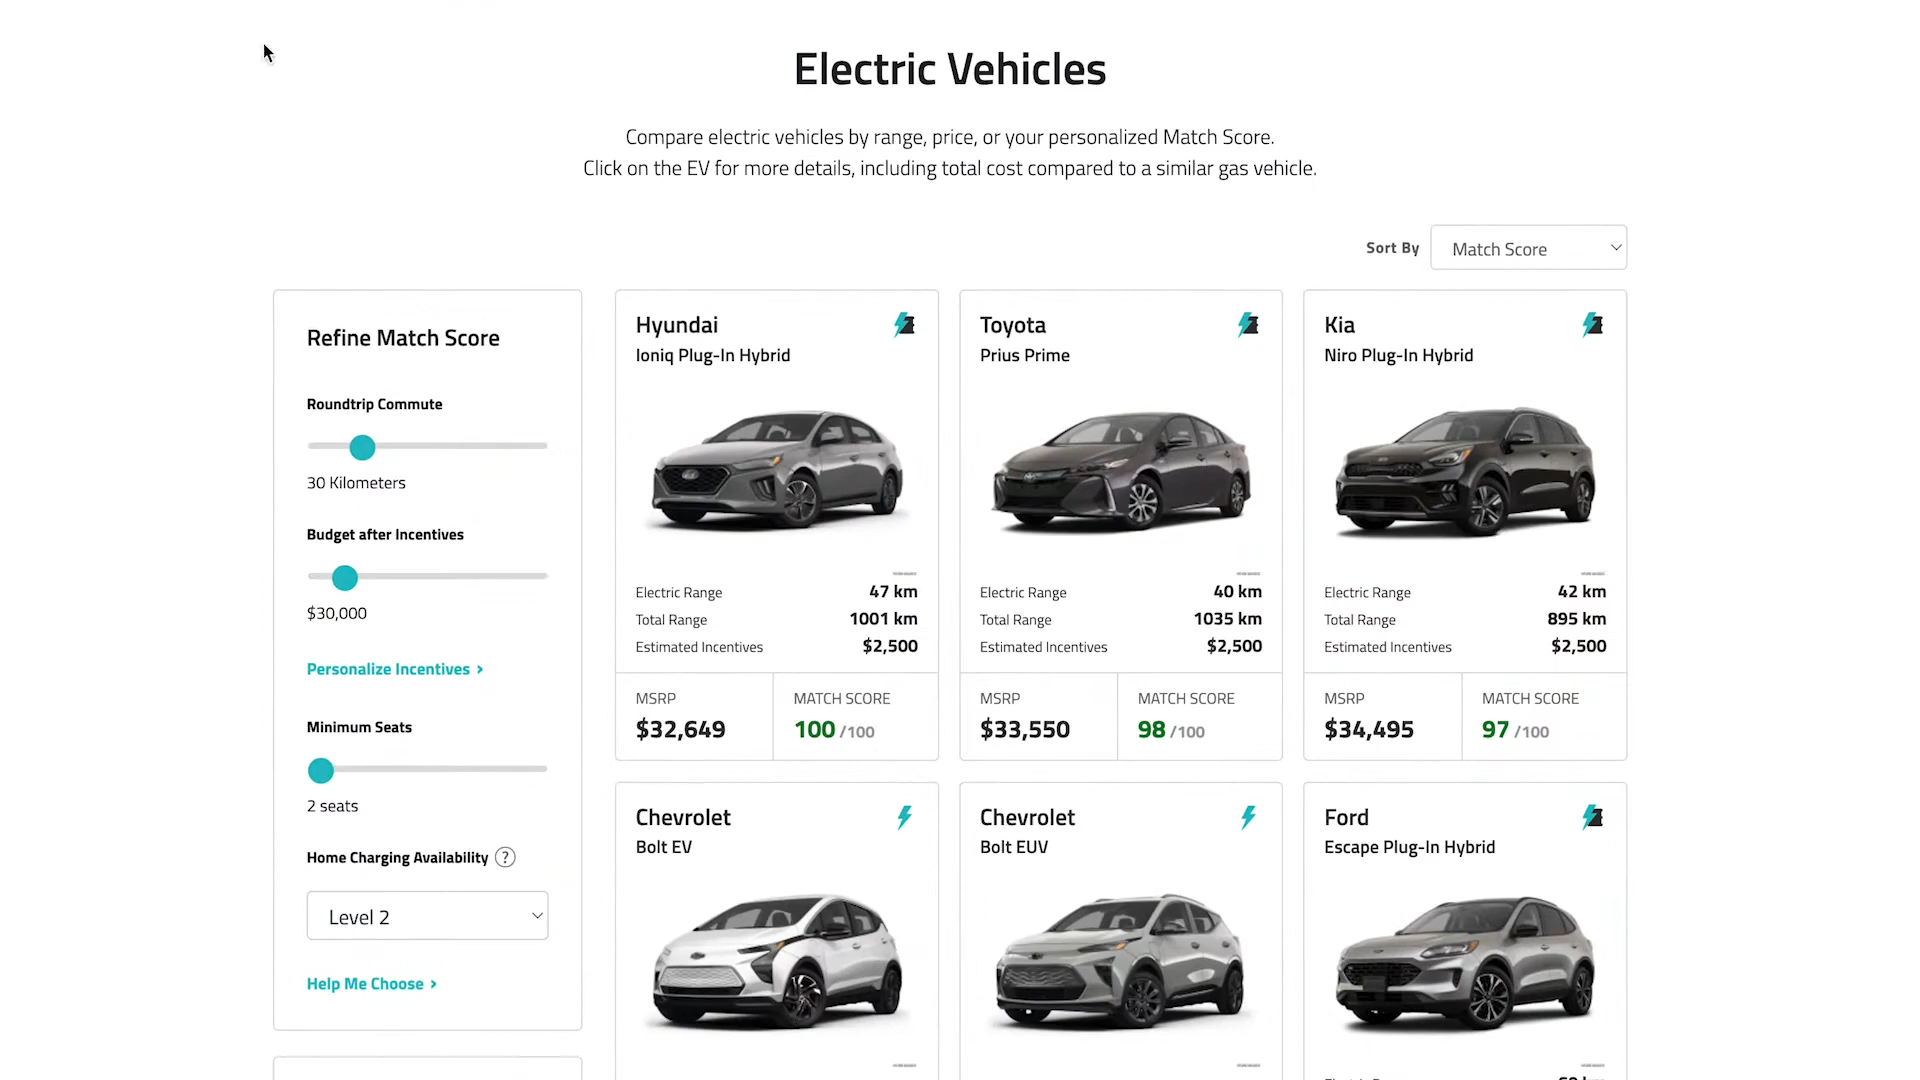 Electric Vehicles
Compare electric vehicles by range, price, or your personalized Match Score.
Click on the EV for more details, including total cost compared to a similar gas vehicle.
Sort By
Match Score
Refine Match Score
Roundtrip Commute
30 Kilometers
Budget after Incentives
$30,000
Personalize Incentives ›
Minimum Seats
2 seats
Home Charging Availability ?
Level 2
Help Me Choose ›
Hyundai
Ioniq Plug-In Hybrid
Electric Range 47 km
Total Range 1001 km
Estimated Incentives $2,500
MSRP
$32,649
MATCH SCORE
100 /100
Toyota
Prius Prime
Electric Range 40 km
Total Range 1035 km
Estimated Incentives $2,500
MSRP
$33,550
MATCH SCORE
98 /100
Kia
Niro Plug-In Hybrid
Electric Range 42 km
Total Range 895 km
Estimated Incentives $2,500
MSRP
$34,495
MATCH SCORE
97 /100
Chevrolet
Bolt EV
Chevrolet
Bolt EUV
Ford
Escape Plug-In Hybrid